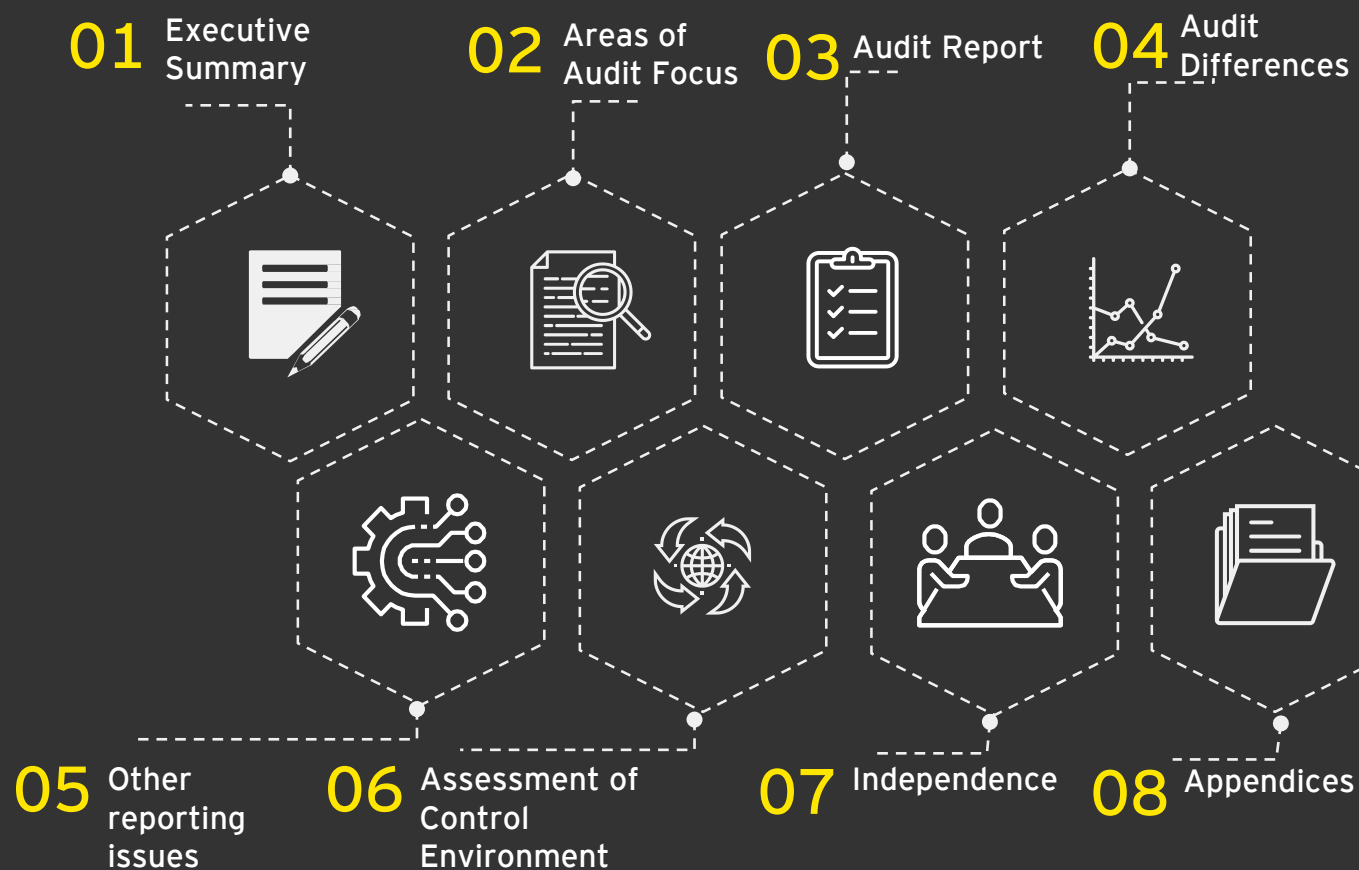 01 Executive
Summary
02 Areas of
Audit Focus
03 Audit Report
04 Audit
Differences
05 Other
reporting
issues
06 Assessment of
Control
Environment
07 Independence
08 Appendices